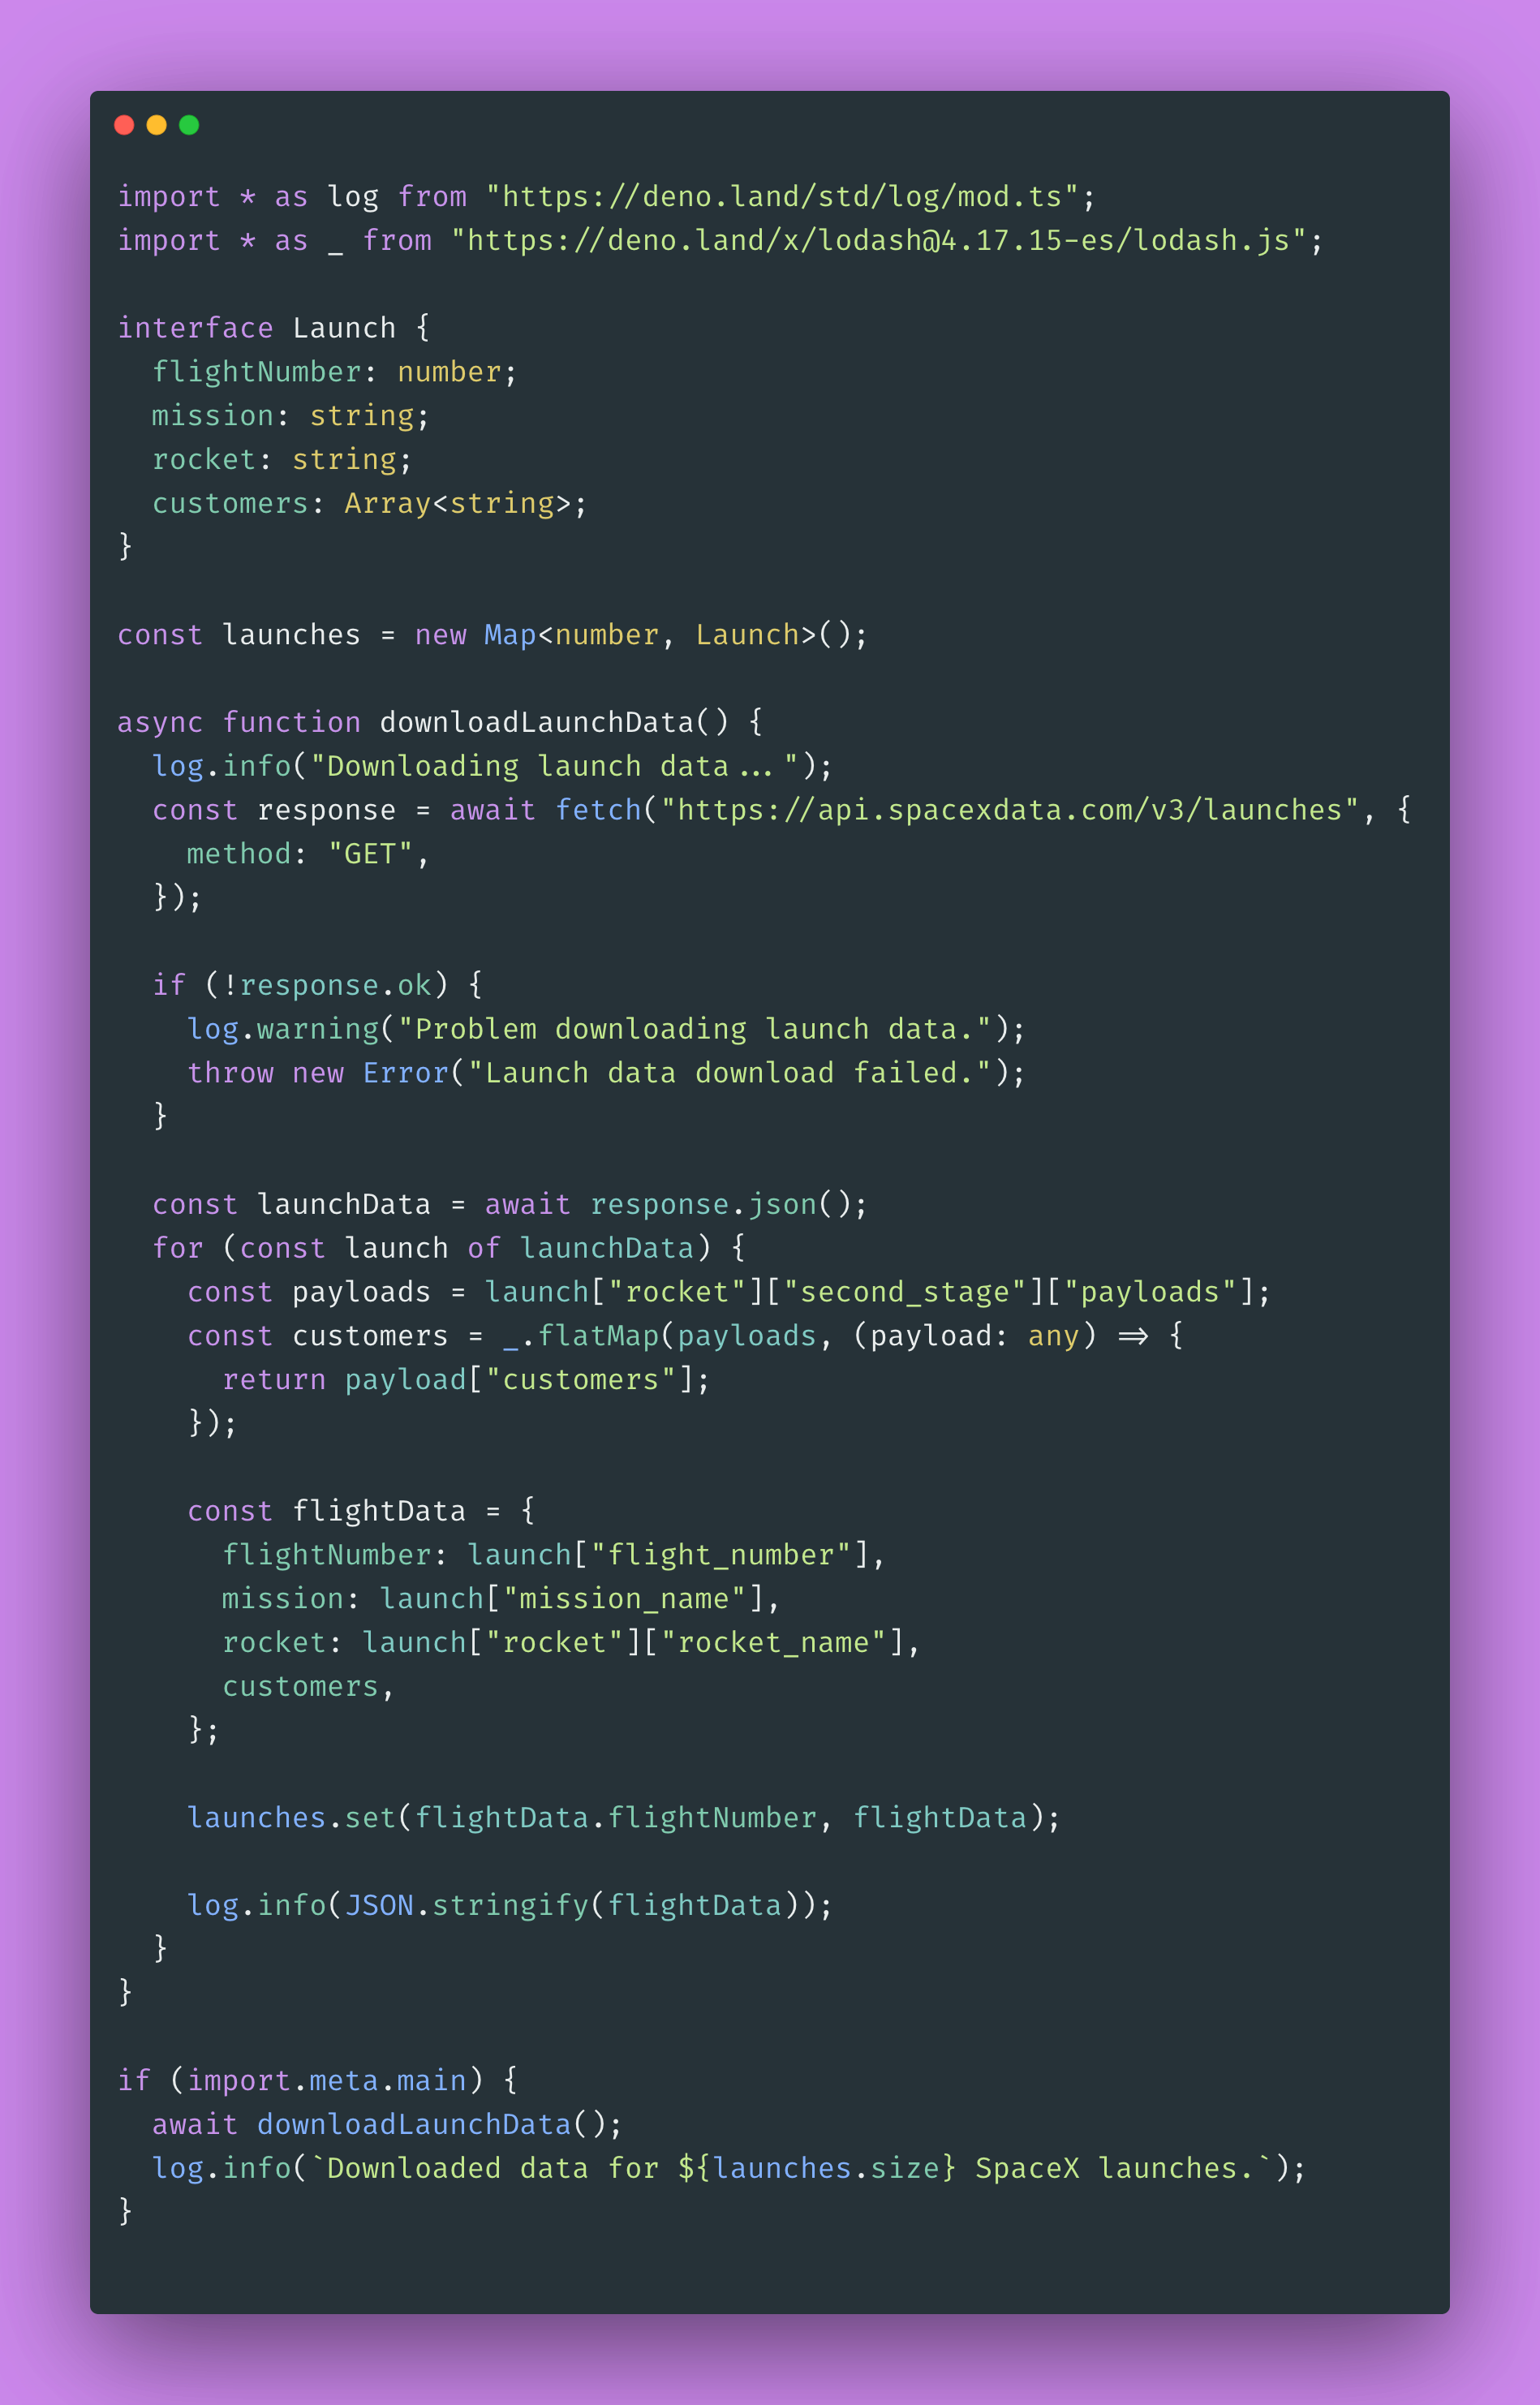 import * as log from "https://deno.land/std/log/mod.ts";
import * as _ from "https://deno.land/x/lodash@4.17.15-es/lodash.js";

interface Launch {
  flightNumber: number;
  mission: string;
  rocket: string;
  customers: Array<string>;
}

const launches = new Map<number, Launch>();

async function downloadLaunchData() {
  log.info("Downloading launch data...");
  const response = await fetch("https://api.spacexdata.com/v3/launches", {
    method: "GET",
  });

  if (!response.ok) {
    log.warning("Problem downloading launch data.");
    throw new Error("Launch data download failed.");
  }

  const launchData = await response.json();
  for (const launch of launchData) {
    const payloads = launch["rocket"]["second_stage"]["payloads"];
    const customers = _.flatMap(payloads, (payload: any) => {
      return payload["customers"];
    });

    const flightData = {
      flightNumber: launch["flight_number"],
      mission: launch["mission_name"],
      rocket: launch["rocket"]["rocket_name"],
      customers,
    };

    launches.set(flightData.flightNumber, flightData);

    log.info(JSON.stringify(flightData));
  }
}

if (import.meta.main) {
  await downloadLaunchData();
  log.info(`Downloaded data for ${launches.size} SpaceX launches.`);
}